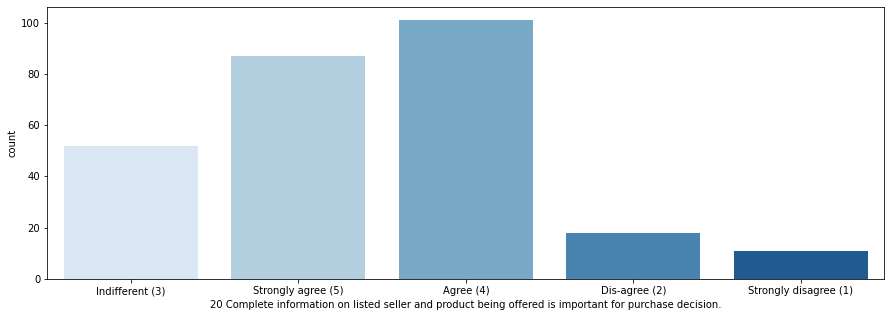 100
80
60
40
20
0
count
Indifferent (3) Strongly agree (5) Agree (4) Dis-agree (2) Strongly disagree (1)
20 Complete information on listed seller and product being offered is important for purchase decision.